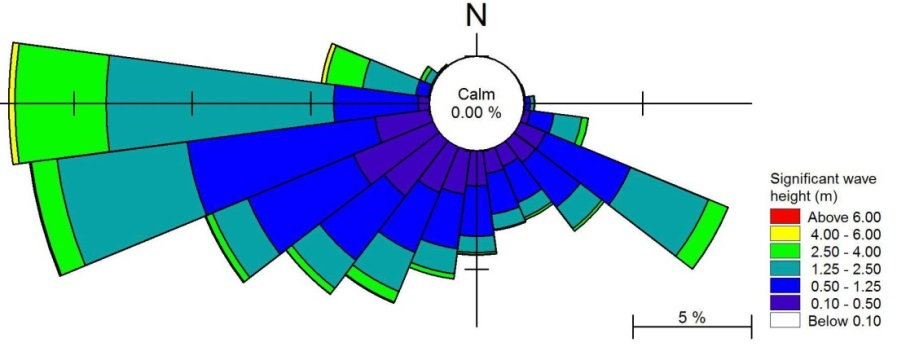 N
Calm
0.00 %
Significant wave
height (m)
Above 6.00
4.00 - 6.00
2.50 - 4.00
1.25 - 2.50
0.50 - 1.25
0.10 - 0.50
Below 0.10
5 %